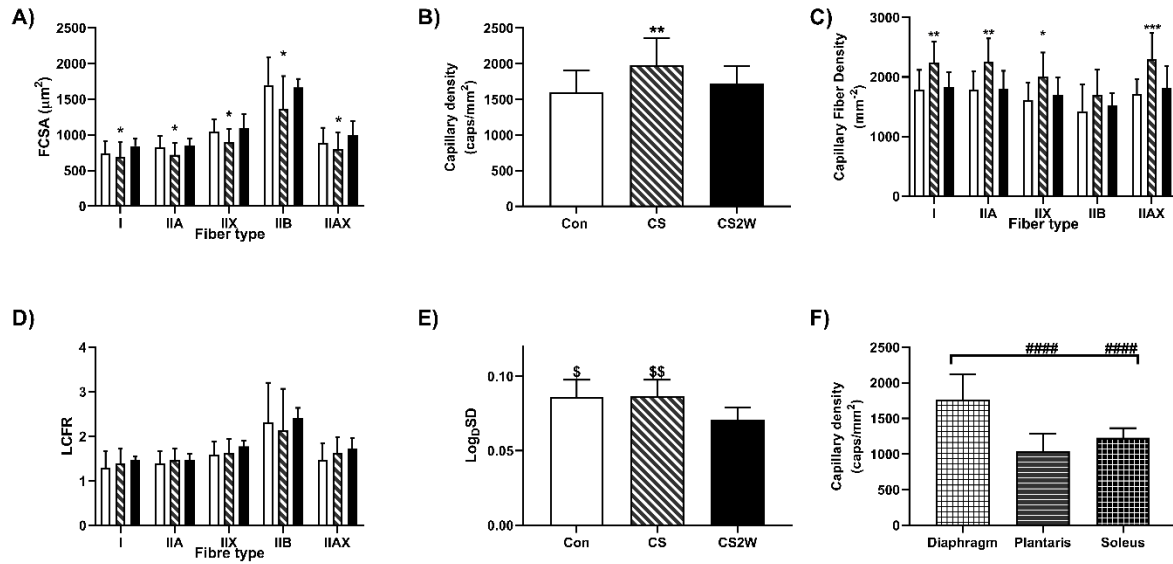 A)
2500
2000
1500
1000
500
0
FCSA (μm²)
* * * * *
I IIA IIX IIB IIAX
Fiber type
B)
2500
2000
1500
1000
500
0
Capillary density
(caps/mm²)
**
Con CS CS2W
C)
3000
2000
1000
0
Capillary Fiber Density
(mm⁻²)
** ** * ***
I IIA IIX IIB IIAX
Fiber type
D)
4
3
2
1
0
LCFR
I IIA IIX IIB IIAX
Fibre type
E)
0.10
0.05
0.00
Log_DSD
$ $$
Con CS CS2W
F)
2500
2000
1500
1000
500
0
Capillary density
(caps/mm²)
#### ####
Diaphragm Plantaris Soleus